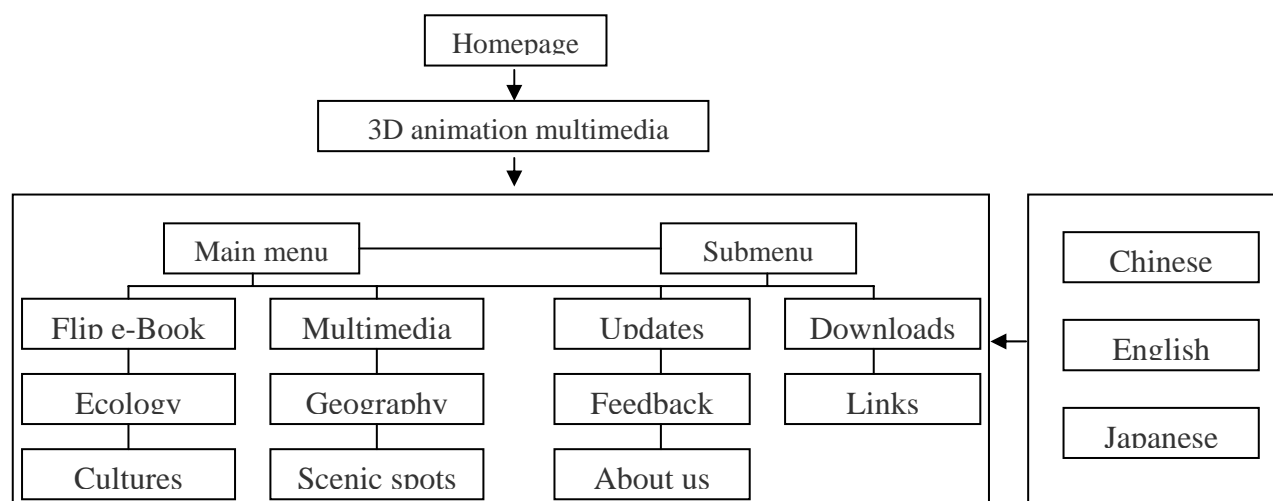 Homepage
3D animation multimedia
Main menu
Submenu
Chinese
Flip e-Book
Multimedia
Updates
Downloads
English
Ecology
Geography
Feedback
Links
Japanese
Cultures
Scenic spots
About us